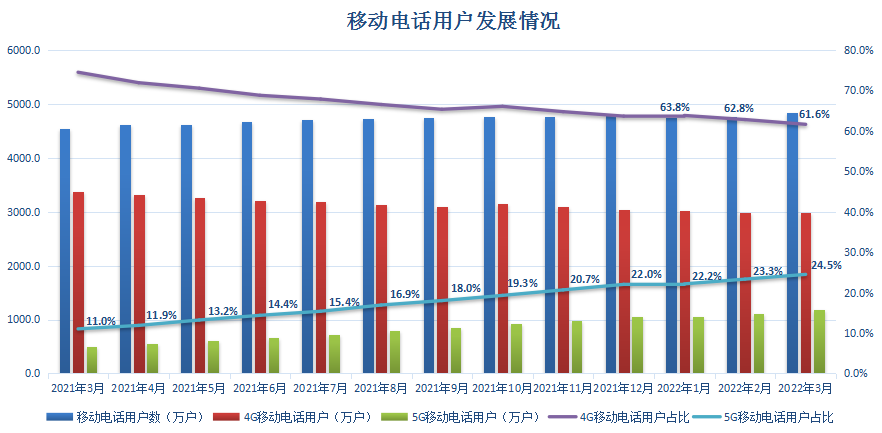 移动电话用户发展情况
6000.0
5000.0
4000.0
3000.0
2000.0
1000.0
0.0
80.0%
70.0%
60.0%
50.0%
40.0%
30.0%
20.0%
10.0%
0.0%
63.8%
62.8%
61.6%
11.0%
11.9%
13.2%
14.4%
15.4%
16.9%
18.0%
19.3%
20.7%
22.0%
22.2%
23.3%
24.5%
2021年3月
2021年4月
2021年5月
2021年6月
2021年7月
2021年8月
2021年9月
2021年10月
2021年11月
2021年12月
2022年1月
2022年2月
2022年3月
移动电话用户数（万户）
4G移动电话用户（万户）
5G移动电话用户（万户）
4G移动电话用户占比
5G移动电话用户占比